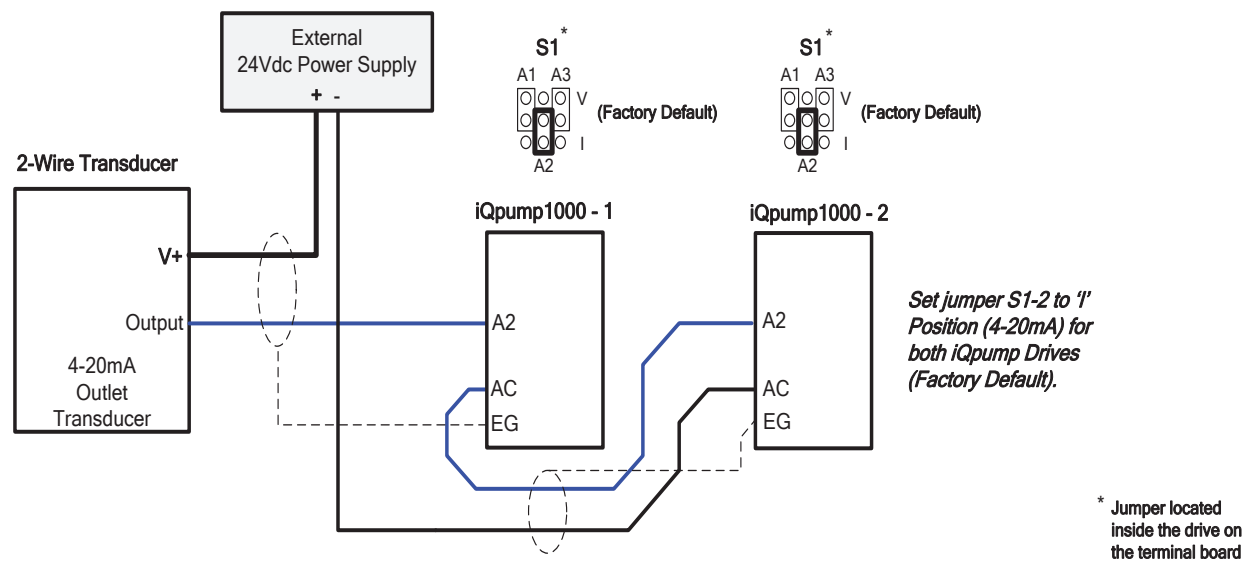 External
24Vdc Power Supply
+ -
S1*
A1 A3
V
(Factory Default)
I
A2
S1*
A1 A3
V
(Factory Default)
I
A2
2-Wire Transducer
V+
Output
4-20mA
Outlet
Transducer
iQpump1000 - 1
A2
AC
EG
iQpump1000 - 2
A2
AC
EG
Set jumper S1-2 to 'I'
Position (4-20mA) for
both iQpump Drives
(Factory Default).
* Jumper located
inside the drive on
the terminal board